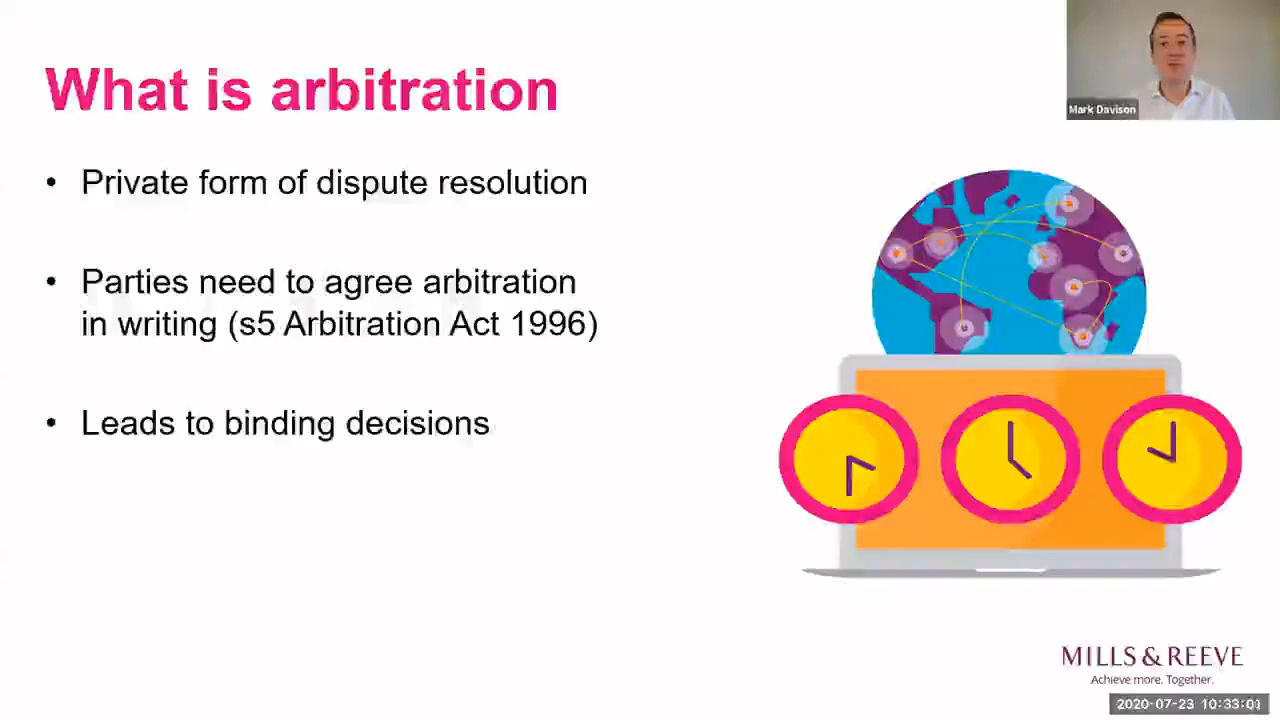 What is arbitration
Mark Davison
• Private form of dispute resolution
• Parties need to agree arbitration
in writing (s5 Arbitration Act 1996)
• Leads to binding decisions
MILLS & REEVE
Achieve more. Together.
2020-07-23 10:33:00